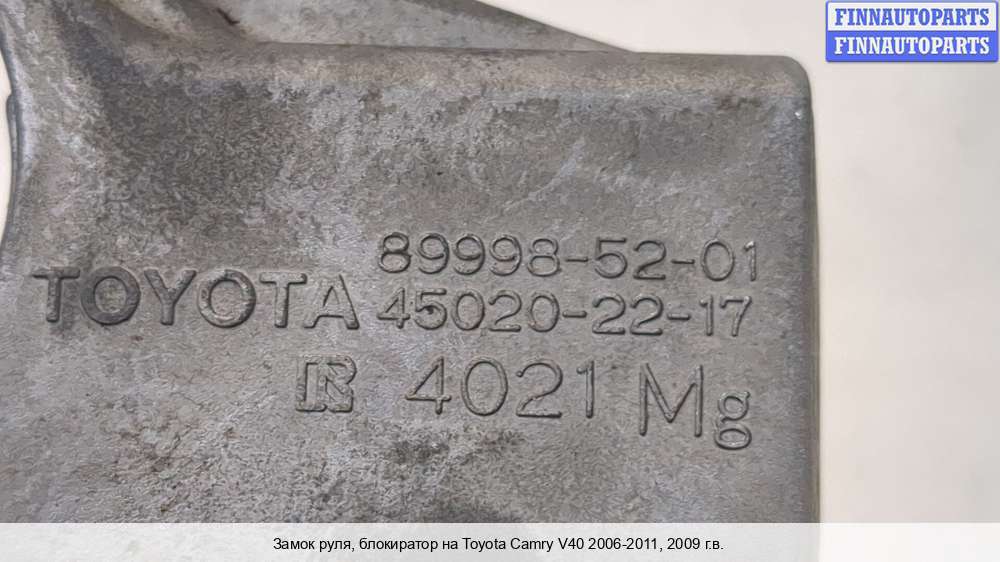 FINNAUTOPARTS
FINNAUTOPARTS
89998-52-01
TOYOTA 45020-22-17
R 4021 Mg
Замок руля, блокиратор на Toyota Camry V40 2006-2011, 2009 г.в.